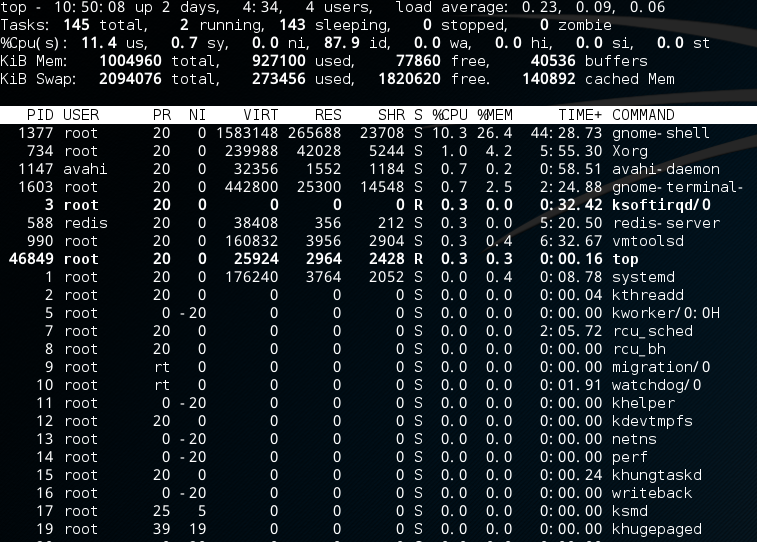 top - 10:50:08 up 2 days,  4:34,  4 users,  load average: 0.23, 0.09, 0.06
Tasks: 145 total,   2 running, 143 sleeping,   0 stopped,   0 zombie
%Cpu(s): 11.4 us,  0.7 sy,  0.0 ni, 87.9 id,  0.0 wa,  0.0 hi,  0.0 si,  0.0 st
KiB Mem:   1004960 total,   927100 used,    77860 free,    40536 buffers
KiB Swap:  2094076 total,   273456 used,  1820620 free.   140892 cached Mem
PID USER      PR  NI    VIRT    RES    SHR S %CPU %MEM     TIME+ COMMAND
1377 root      20   0 1583148 265688  23708 S 10.3 26.4  44:28.73 gnome-shell
734 root      20   0  239988  42028   5244 S  1.0  4.2   5:55.30 Xorg
1147 avahi     20   0   32356   1552   1184 S  0.7  0.2   0:58.51 avahi-daemon
1603 root      20   0  442800  25300  14548 S  0.7  2.5   2:24.88 gnome-terminal-
3 root      20   0       0      0      0 R  0.3  0.0   0:32.42 ksoftirqd/0
588 redis     20   0   38408    356    212 S  0.3  0.0   5:20.50 redis-server
990 root      20   0  160832   3956   2904 S  0.3  0.4   6:32.67 vmtoolsd
46849 root      20   0   25924   2964   2428 R  0.3  0.3   0:00.16 top
1 root      20   0  176240   3764   2052 S  0.0  0.4   0:08.78 systemd
2 root      20   0       0      0      0 S  0.0  0.0   0:00.04 kthreadd
5 root       0 -20       0      0      0 S  0.0  0.0   0:00.00 kworker/0:0H
7 root      20   0       0      0      0 S  0.0  0.0   2:05.72 rcu_sched
8 root      20   0       0      0      0 S  0.0  0.0   0:00.00 rcu_bh
9 root      rt   0       0      0      0 S  0.0  0.0   0:00.00 migration/0
10 root      rt   0       0      0      0 S  0.0  0.0   0:01.91 watchdog/0
11 root       0 -20       0      0      0 S  0.0  0.0   0:00.00 khelper
12 root      20   0       0      0      0 S  0.0  0.0   0:00.00 kdevtmpfs
13 root       0 -20       0      0      0 S  0.0  0.0   0:00.00 netns
14 root       0 -20       0      0      0 S  0.0  0.0   0:00.00 perf
15 root      20   0       0      0      0 S  0.0  0.0   0:00.24 khungtaskd
16 root       0 -20       0      0      0 S  0.0  0.0   0:00.00 writeback
17 root      25   5       0      0      0 S  0.0  0.0   0:00.00 ksmd
19 root      39  19       0      0      0 S  0.0  0.0   0:00.00 khugepaged